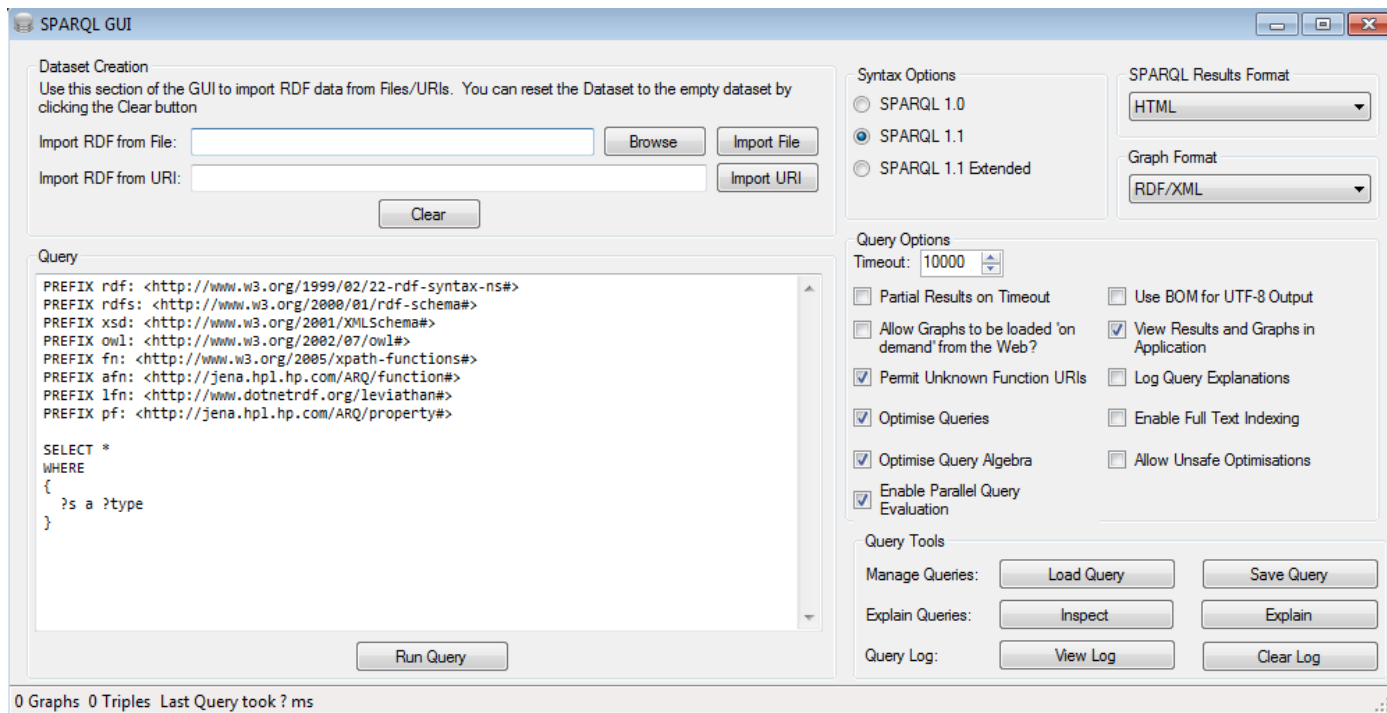 SPARQL GUI
Dataset Creation
Use this section of the GUI to import RDF data from Files/URIs. You can reset the Dataset to the empty dataset by
clicking the Clear button
Import RDF from File:
Browse
Import File
Import RDF from URI:
Import URI
Clear
Syntax Options
SPARQL 1.0
SPARQL 1.1
SPARQL 1.1 Extended
SPARQL Results Format
HTML
Graph Format
RDF/XML
Query
PREFIX rdf: <http://www.w3.org/1999/02/22-rdf-syntax-ns#>
PREFIX rdfs: <http://www.w3.org/2000/01/rdf-schema#>
PREFIX xsd: <http://www.w3.org/2001/XMLSchema#>
PREFIX owl: <http://www.w3.org/2002/07/owl#>
PREFIX fn: <http://www.w3.org/2005/xpath-functions#>
PREFIX afn: <http://jena.hpl.hp.com/ARQ/function#>
PREFIX lfn: <http://www.dotnetrdf.org/leviathan#>
PREFIX pf: <http://jena.hpl.hp.com/ARQ/property#>
SELECT *
WHERE
{
?s a ?type
}
Run Query
Query Options
Timeout: 10000
Partial Results on Timeout
Use BOM for UTF-8 Output
Allow Graphs to be loaded 'on
demand' from the Web?
View Results and Graphs in
Application
Permit Unknown Function URIs
Log Query Explanations
Optimise Queries
Enable Full Text Indexing
Optimise Query Algebra
Allow Unsafe Optimisations
Enable Parallel Query
Evaluation
Query Tools
Manage Queries:
Load Query
Save Query
Explain Queries:
Inspect
Explain
Query Log:
View Log
Clear Log
0 Graphs 0 Triples Last Query took ? ms